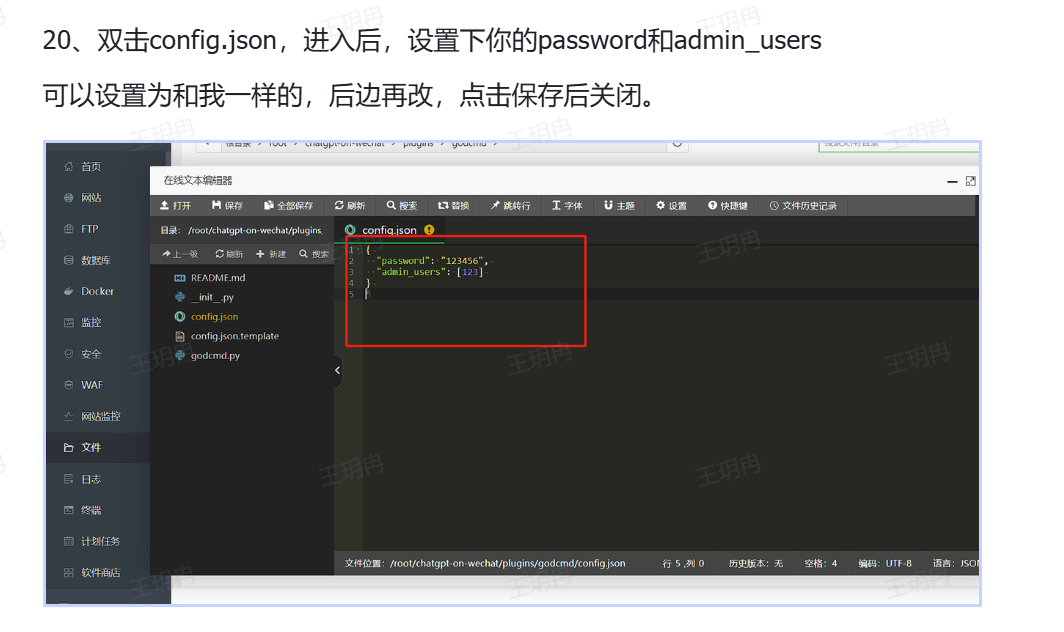 20、双击config.json，进入后，设置下你的password和admin_users
可以设置为和我一样的，后边再改，点击保存后关闭。
根目录 > root > chatgpt-on-wechat > plugins > godcmd >
搜索文件/目录
首页
网站
FTP
数据库
Docker
监控
安全
WAF
网站监控
文件
日志
终端
计划任务
软件商店
在线文本编辑器
打开 保存 全部保存 刷新 搜索 替换 跳转行 字体 主题 设置 快捷键 文件历史记录
目录： /root/chatgpt-on-wechat/plugins
上一级 刷新 新建 搜索
README.md
__init__.py
config.json
config.json.template
godcmd.py
config.json
1 {
2 "password": "123456",
3 "admin_users": [123]
4 }
5
文件位置： /root/chatgpt-on-wechat/plugins/godcmd/config.json 行 5 ,列 0 历史版本：无 空格：4 编码：UTF-8 语言：JSON
王玥冉